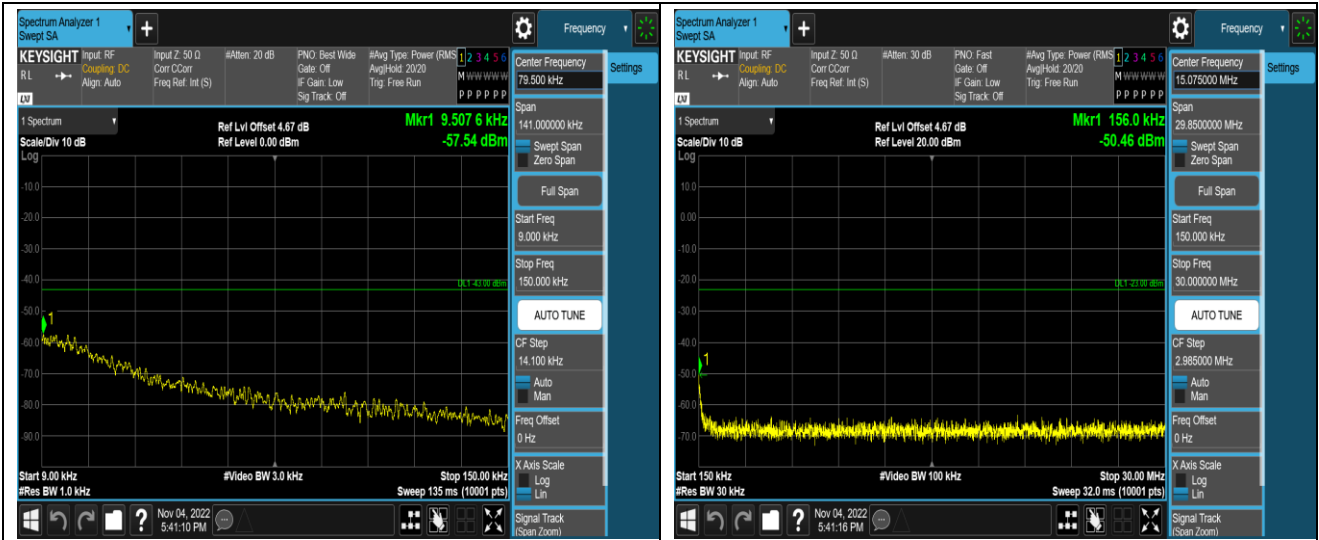 Spectrum Analyzer 1
Swept SA
+
Frequency
KEYSIGHT
RL
LXI
Input: RF
Coupling: DC
Align: Auto
Input Z: 50 Ω
Corr CCorr
Freq Ref: Int (S)
#Atten: 20 dB
PNO: Best Wide
Gate: Off
IF Gain: Low
Sig Track: Off
#Avg Type: Power (RMS
Avg|Hold: 20/20
Trig: Free Run
1 2 3 4 5 6
M W W W W W
P P P P P P
Center Frequency
79.500 kHz
Settings
Span
141.000000 kHz
Swept Span
Zero Span
Full Span
Start Freq
9.000 kHz
Stop Freq
150.000 kHz
AUTO TUNE
CF Step
14.100 kHz
Auto
Man
Freq Offset
0 Hz
X Axis Scale
Log
Lin
Signal Track
(Span Zoom)
1 Spectrum
Scale/Div 10 dB
Ref Lvl Offset 4.67 dB
Ref Level 0.00 dBm
Mkr1 9.507 6 kHz
-57.54 dBm
Log
-10.0
-20.0
-30.0
-40.0
-50.0
-60.0
-70.0
-80.0
-90.0
DL1 -43.00 dBm
1
Start 9.00 kHz
#Res BW 1.0 kHz
#Video BW 3.0 kHz
Stop 150.00 kHz
Sweep 135 ms (10001 pts)
?
Nov 04, 2022
5:41:10 PM
Spectrum Analyzer 1
Swept SA
+
Frequency
KEYSIGHT
RL
LXI
Input: RF
Coupling: DC
Align: Auto
Input Z: 50 Ω
Corr CCorr
Freq Ref: Int (S)
#Atten: 30 dB
PNO: Fast
Gate: Off
IF Gain: Low
Sig Track: Off
#Avg Type: Power (RMS
Avg|Hold: 20/20
Trig: Free Run
1 2 3 4 5 6
M W W W W W
P P P P P P
Center Frequency
15.075000 MHz
Settings
Span
29.8500000 MHz
Swept Span
Zero Span
Full Span
Start Freq
150.000 kHz
Stop Freq
30.000000 MHz
AUTO TUNE
CF Step
2.985000 MHz
Auto
Man
Freq Offset
0 Hz
X Axis Scale
Log
Lin
Signal Track
(Span Zoom)
1 Spectrum
Scale/Div 10 dB
Ref Lvl Offset 4.67 dB
Ref Level 20.00 dBm
Mkr1 156.0 kHz
-50.46 dBm
Log
10.0
0.00
-10.0
-20.0
-30.0
-40.0
-50.0
-60.0
-70.0
DL1 -23.00 dBm
1
Start 150 kHz
#Res BW 30 kHz
#Video BW 100 kHz
Stop 30.00 MHz
Sweep 32.0 ms (10001 pts)
?
Nov 04, 2022
5:41:16 PM